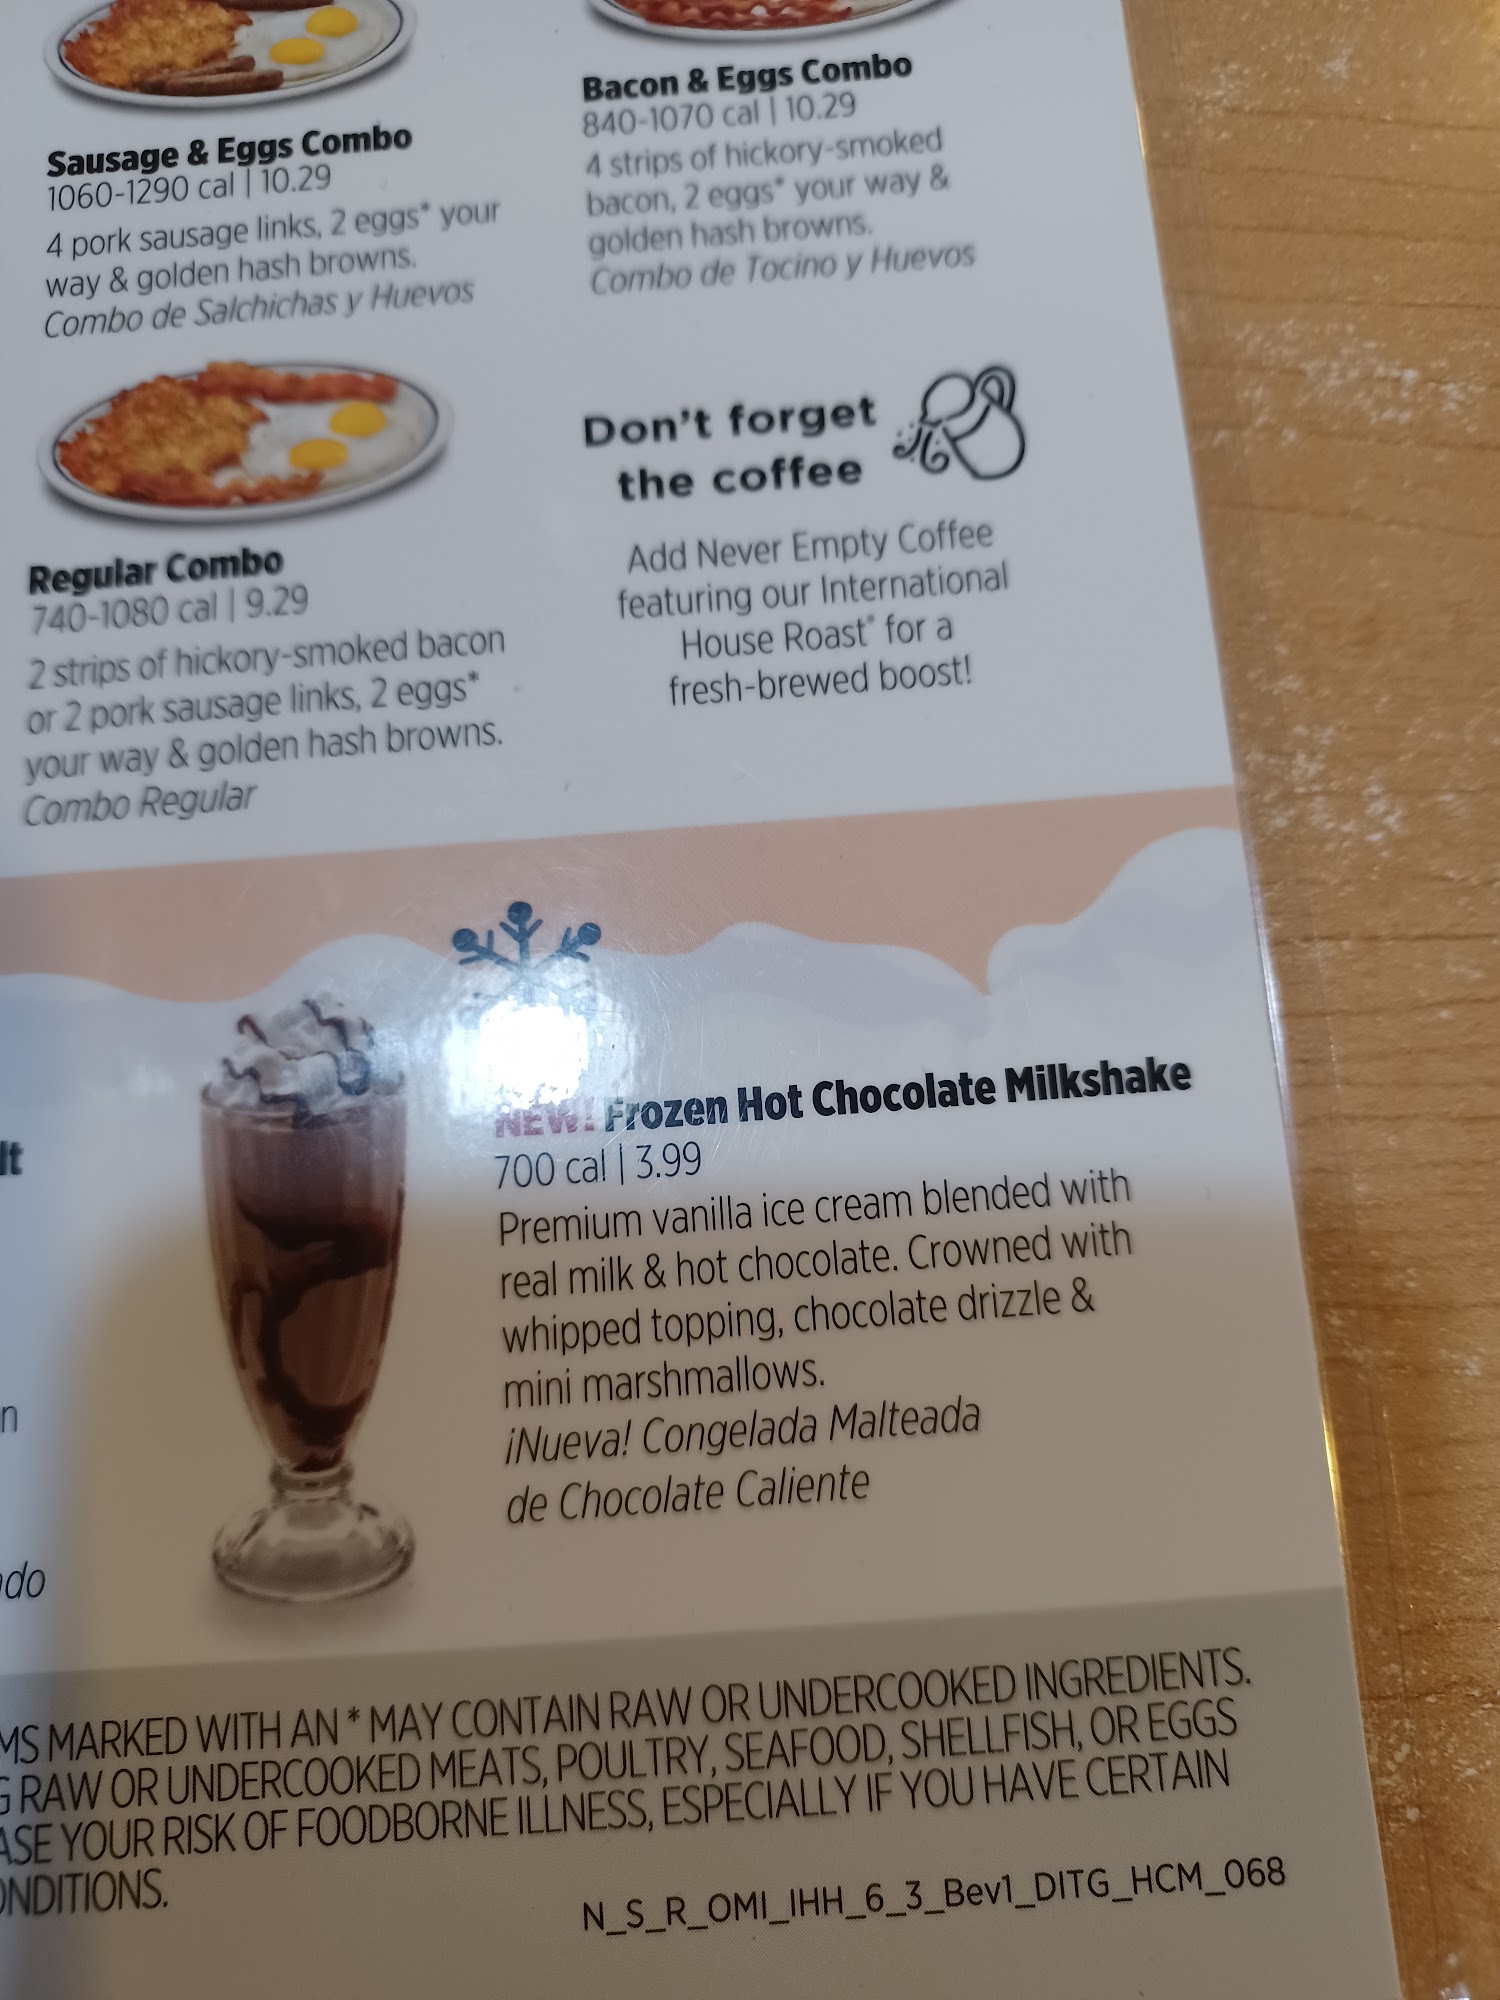 Sausage & Eggs Combo
1060-1290 cal | 10.29
4 pork sausage links, 2 eggs* your
way & golden hash browns.
Combo de Salchichas y Huevos
Bacon & Eggs Combo
840-1070 cal | 10.29
4 strips of hickory-smoked
bacon, 2 eggs* your way &
golden hash browns.
Combo de Tocino y Huevos
Regular Combo
740-1080 cal | 9.29
2 strips of hickory-smoked bacon
or 2 pork sausage links, 2 eggs*
your way & golden hash browns.
Combo Regular
Don't forget
the coffee
Add Never Empty Coffee
featuring our International
House Roast® for a
fresh-brewed boost!
lt
n
do
NEW! Frozen Hot Chocolate Milkshake
700 cal | 3.99
Premium vanilla ice cream blended with
real milk & hot chocolate. Crowned with
whipped topping, chocolate drizzle &
mini marshmallows.
¡Nueva! Congelada Malteada
de Chocolate Caliente
MS MARKED WITH AN * MAY CONTAIN RAW OR UNDERCOOKED INGREDIENTS.
G RAW OR UNDERCOOKED MEATS, POULTRY, SEAFOOD, SHELLFISH, OR EGGS
ASE YOUR RISK OF FOODBORNE ILLNESS, ESPECIALLY IF YOU HAVE CERTAIN
ONDITIONS.
N_S_R_OMI_IHH_6_3_Bev1_DITG_HCM_068